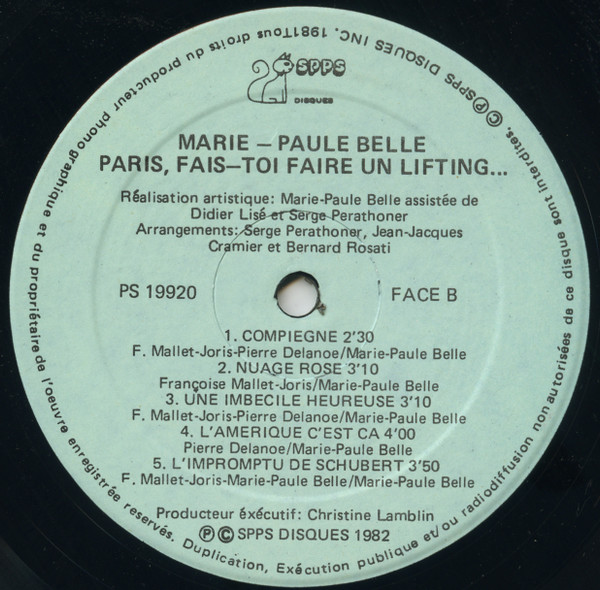 SPPS
DISQUES
MARIE – PAULE BELLE
PARIS, FAIS–TOI FAIRE UN LIFTING...
Réalisation artistique: Marie-Paule Belle assistée de
Didier Lisé et Serge Perathoner
Arrangements: Serge Perathoner, Jean-Jacques
Cramier et Bernard Rosati
PS 19920
FACE B
1. COMPIEGNE 2'30
F. Mallet-Joris-Pierre Delanoe/Marie-Paule Belle
2. NUAGE ROSE 3'10
Françoise Mallet-Joris/Marie-Paule Belle
3. UNE IMBECILE HEUREUSE 3'10
F. Mallet-Joris-Pierre Delanoe/Marie-Paule Belle
4. L'AMERIQUE C'EST CA 4'00
Pierre Delanoe/Marie-Paule Belle
5. L'IMPROMPTU DE SCHUBERT 3'50
F. Mallet-Joris-Marie-Paule Belle/Marie-Paule Belle
Producteur éxécutif: Christine Lamblin
Ⓟ © SPPS DISQUES 1982
©ⓅSPPS DISQUES INC. 1981Tous droits du producteur phonographique et du propriétaire de l'oeuvre enregistrée reservés. Duplication, Exécution publique et/ou radiodiffusion non autorisées de ce disque sont interdites.